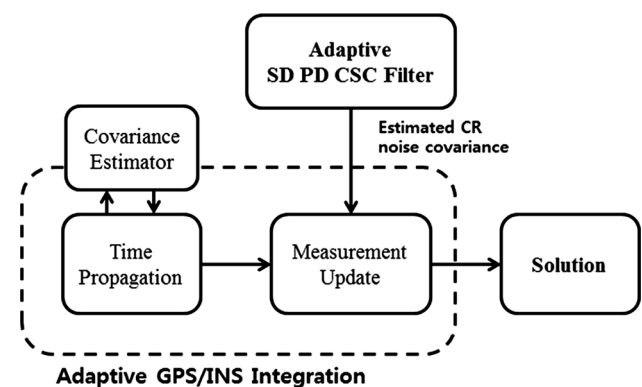 Adaptive
SD PD CSC Filter
Estimated CR
noise covariance
Covariance
Estimator
Time
Propagation
Measurement
Update
Solution
Adaptive GPS/INS Integration